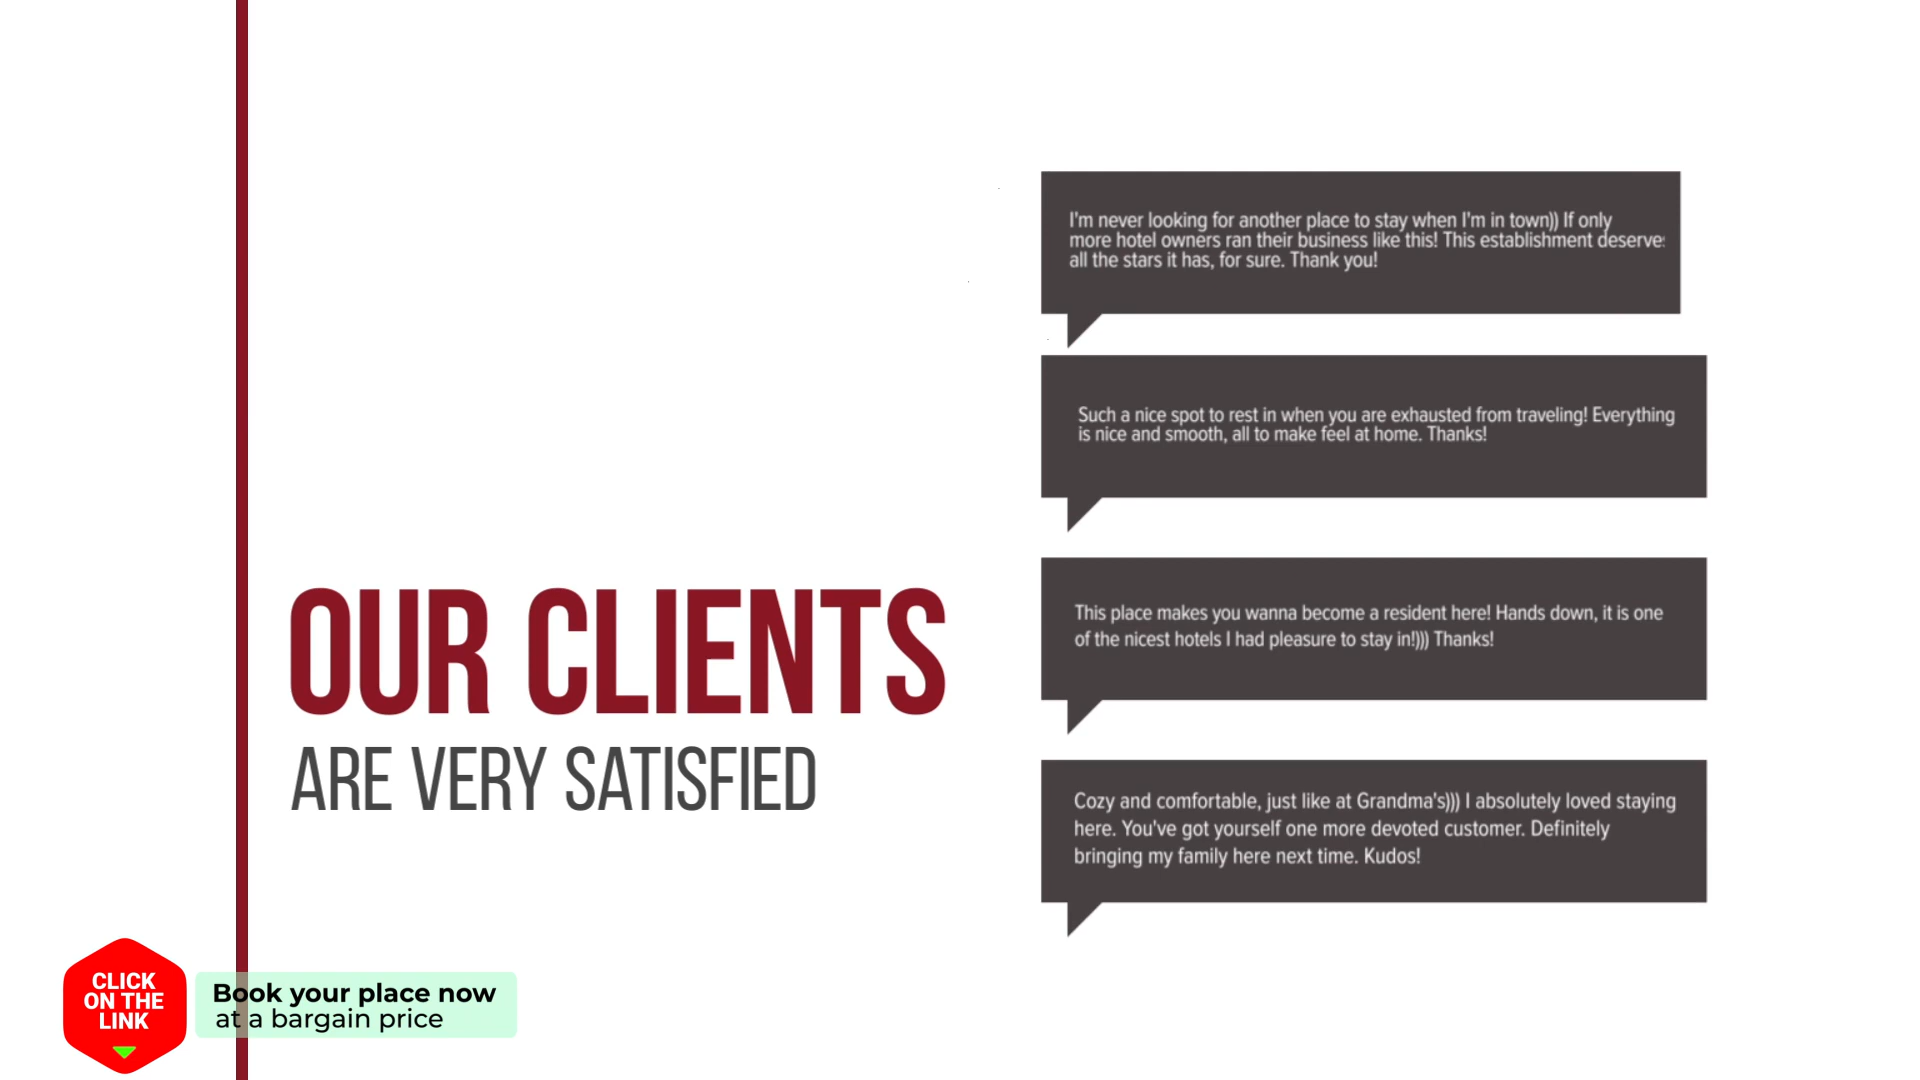 I'm never looking for another place to stay when I'm in town)) If only
more hotel owners ran their business like this! This establishment deserve
all the stars it has, for sure. Thank you!
Such a nice spot to rest in when you are exhausted from traveling! Everything
is nice and smooth, all to make feel at home. Thanks!
This place makes you wanna become a resident here! Hands down, it is one
of the nicest hotels I had pleasure to stay in!))) Thanks!
Cozy and comfortable, just like at Grandma's))) I absolutely loved staying
here. You've got yourself one more devoted customer. Definitely
bringing my family here next time. Kudos!
OUR CLIENTS
ARE VERY SATISFIED
CLICK
ON THE
LINK
Book your place now
at a bargain price